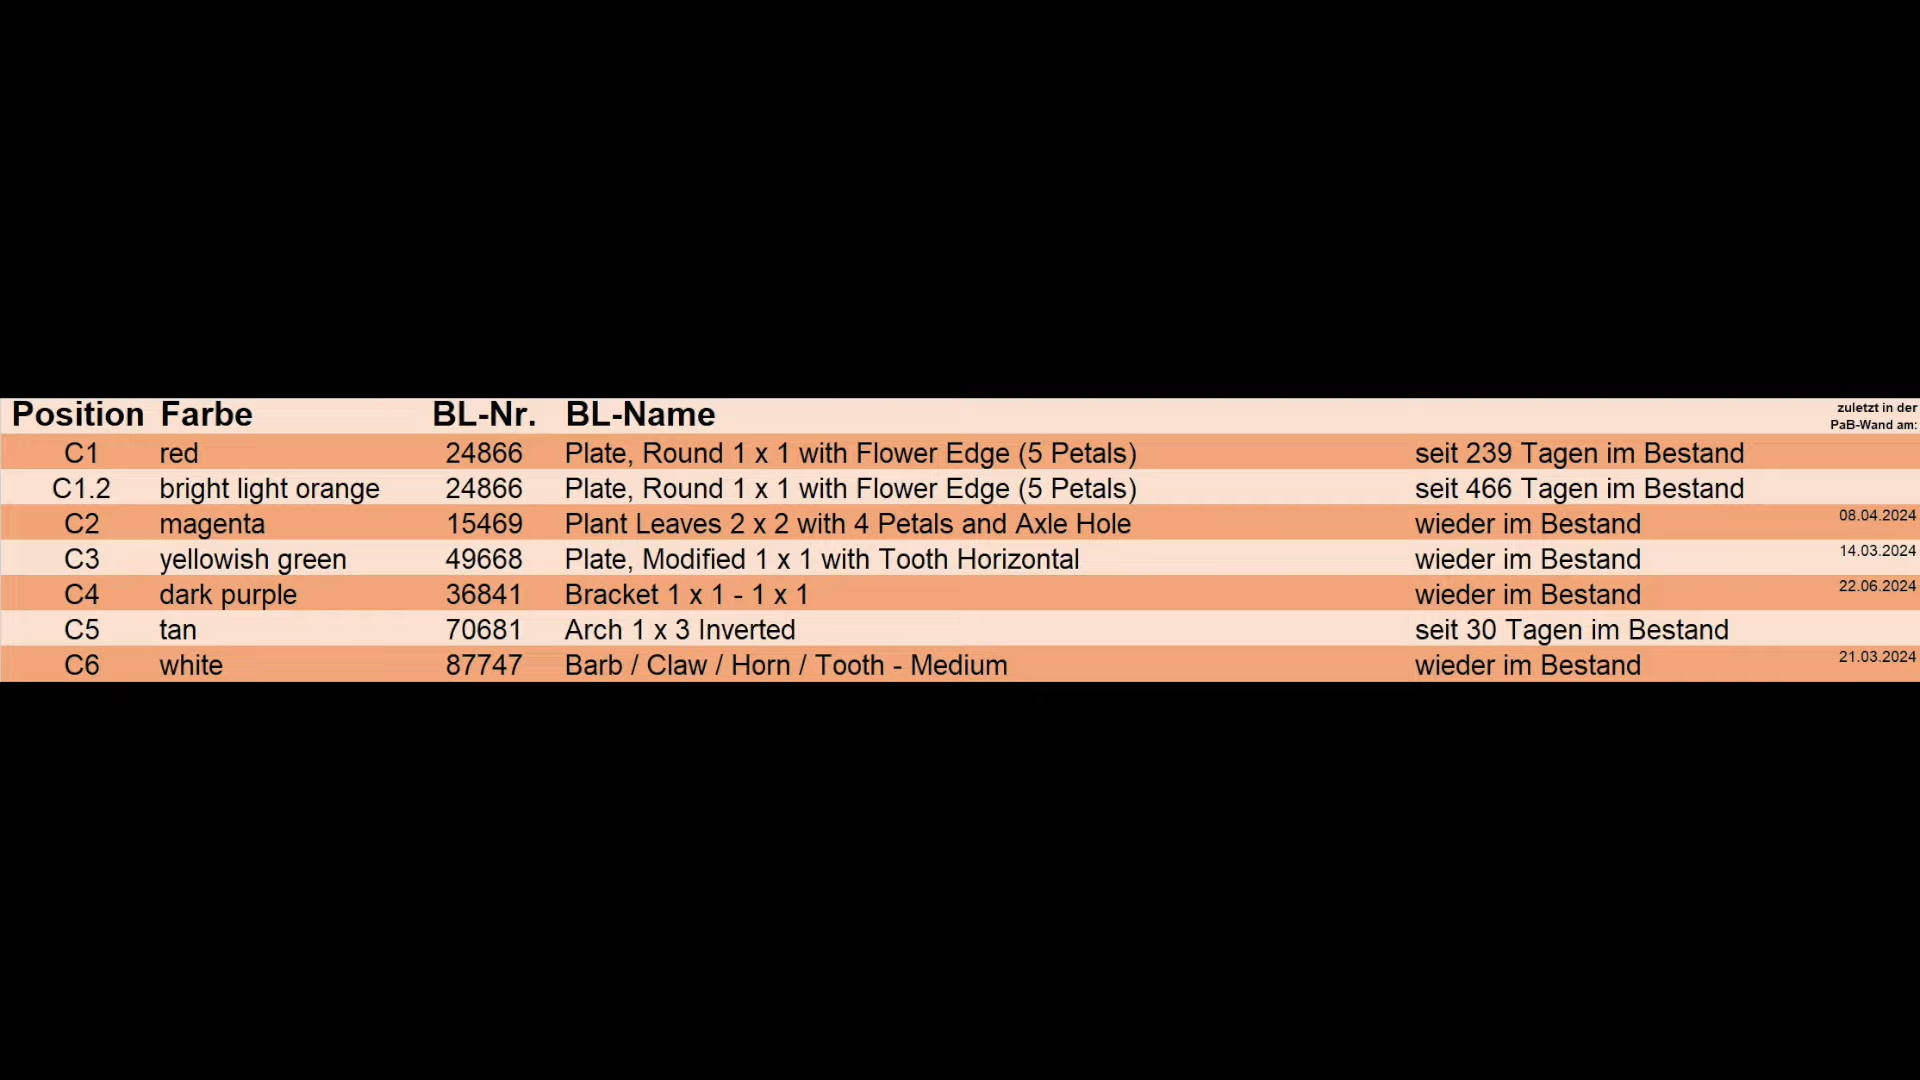 Position Farbe BL-Nr. BL-Name zuletzt in der PaB-Wand am:
C1 red 24866 Plate, Round 1 x 1 with Flower Edge (5 Petals) seit 239 Tagen im Bestand
C1.2 bright light orange 24866 Plate, Round 1 x 1 with Flower Edge (5 Petals) seit 466 Tagen im Bestand
C2 magenta 15469 Plant Leaves 2 x 2 with 4 Petals and Axle Hole wieder im Bestand 08.04.2024
C3 yellowish green 49668 Plate, Modified 1 x 1 with Tooth Horizontal wieder im Bestand 14.03.2024
C4 dark purple 36841 Bracket 1 x 1 - 1 x 1 wieder im Bestand 22.06.2024
C5 tan 70681 Arch 1 x 3 Inverted seit 30 Tagen im Bestand
C6 white 87747 Barb / Claw / Horn / Tooth - Medium wieder im Bestand 21.03.2024